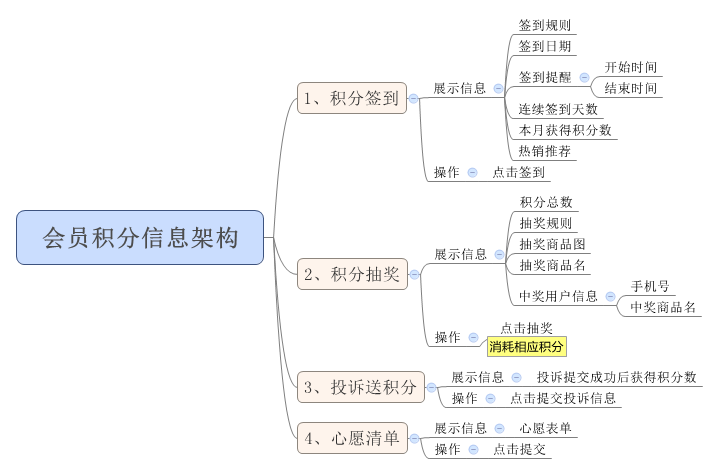 会员积分信息架构
1、积分签到
展示信息
签到规则
签到日期
签到提醒
开始时间
结束时间
连续签到天数
本月获得积分数
热销推荐
操作
点击签到
2、积分抽奖
展示信息
积分总数
抽奖规则
抽奖商品图
抽奖商品名
中奖用户信息
手机号
中奖商品名
操作
点击抽奖
消耗相应积分
3、投诉送积分
展示信息
投诉提交成功后获得积分数
操作
点击提交投诉信息
4、心愿清单
展示信息
心愿表单
操作
点击提交